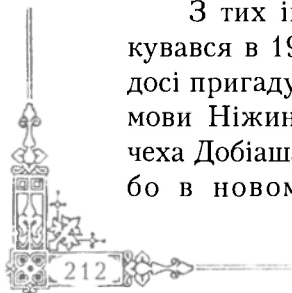 З тих і
кувався в 19
досі пригаду
мови Ніжин
чеха Добіаш
бо в новом
212